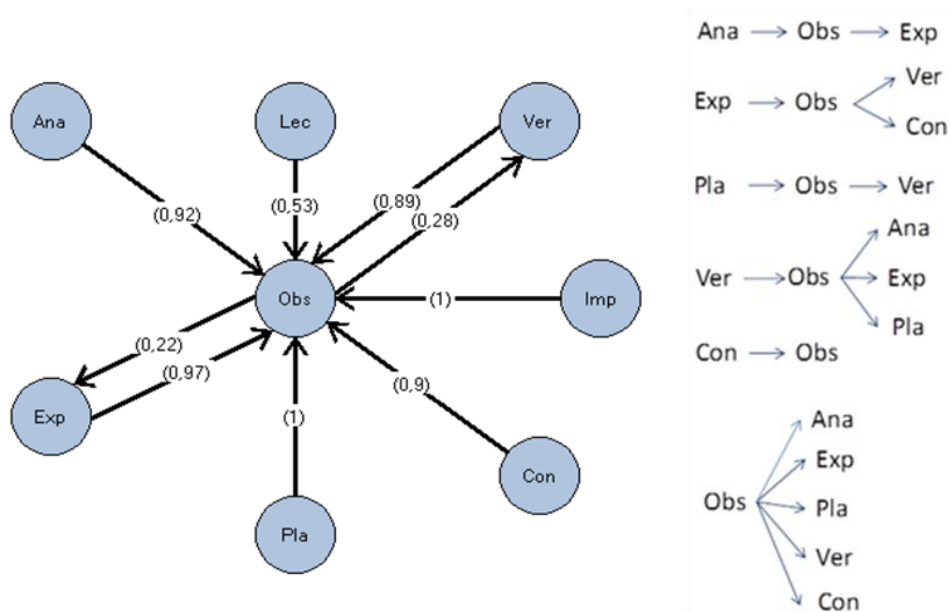 Ana
Lec
Ver
(0,92)
(0,53)
(0,89)
(0,28)
Obs
(1)
Imp
(0,22)
(0,97)
(0,9)
(1)
Exp
Con
Pla
Ana Obs Exp
Exp Obs Ver
Con
Pla Obs Ver
Ver Obs Ana
Exp
Pla
Con Obs
Obs Ana
Exp
Pla
Ver
Con